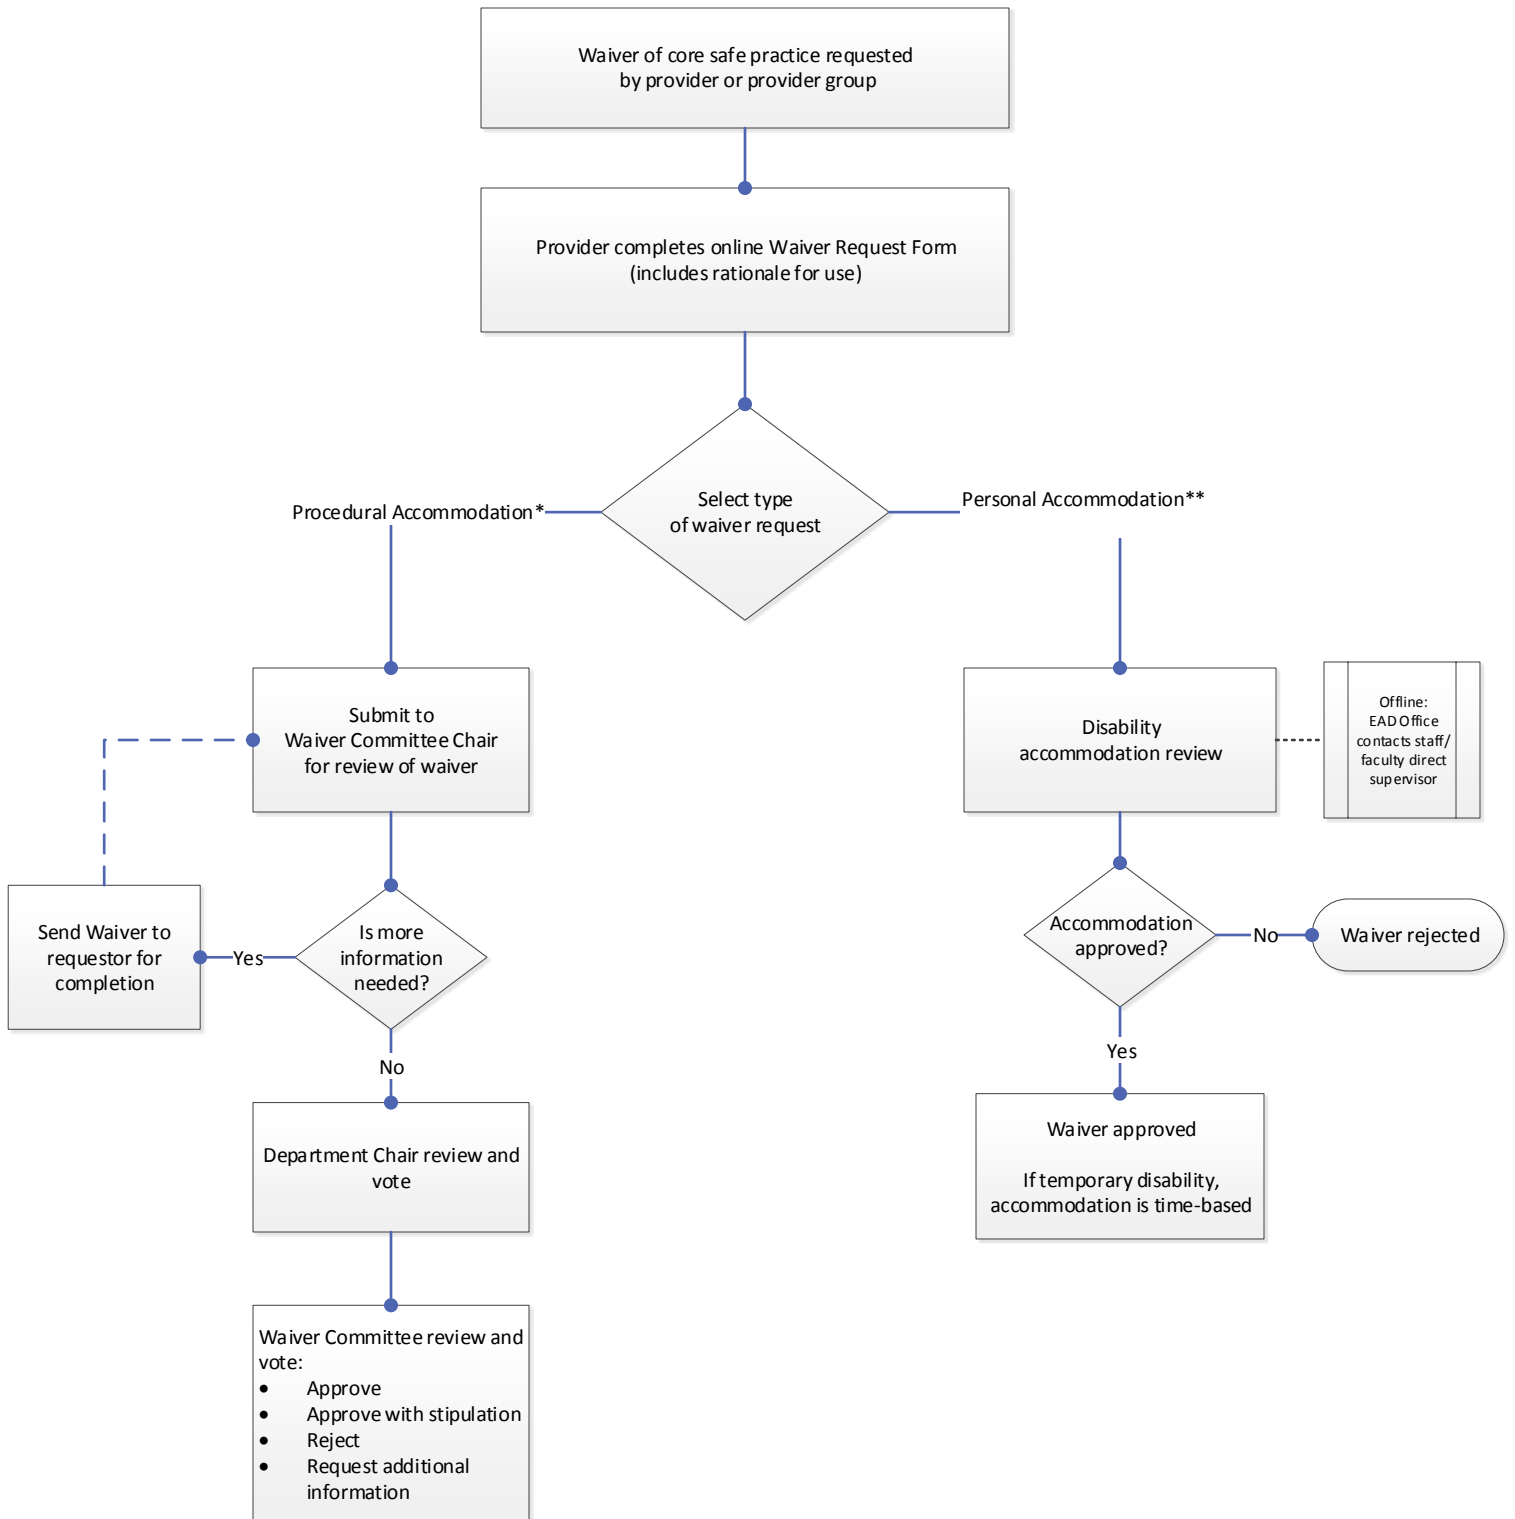 Waiver of core safe practice requested
by provider or provider group
Provider completes online Waiver Request Form
(includes rationale for use)
Select type
of waiver request
Procedural Accommodation*
Personal Accommodation**
Submit to
Waiver Committee Chair
for review of waiver
Disability
accommodation review
Offline:
EAD Office
contacts staff/
faculty direct
supervisor
Send Waiver to
requestor for
completion
Yes
Is more
information
needed?
Accommodation
approved?
No
Waiver rejected
No
Yes
Department Chair review and
vote
Waiver approved
If temporary disability,
accommodation is time-based
Waiver Committee review and
vote:
• Approve
• Approve with stipulation
• Reject
• Request additional
information